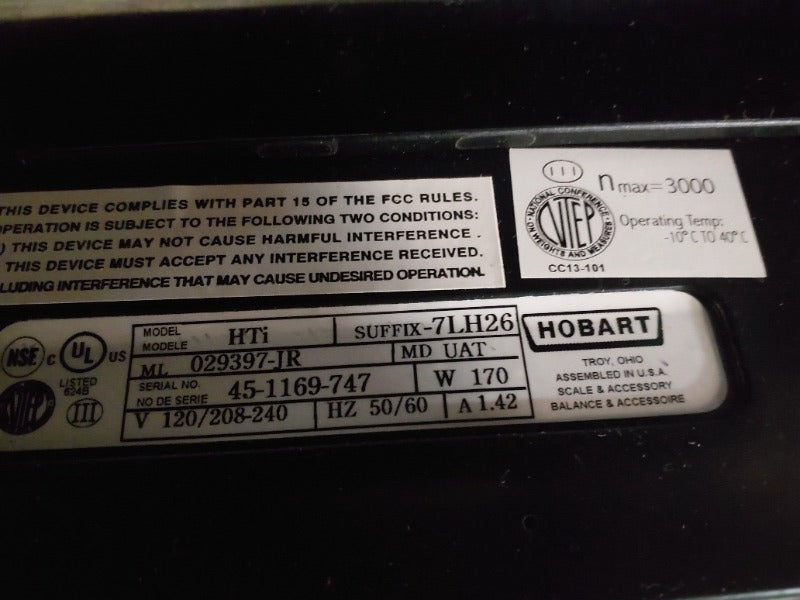 THIS DEVICE COMPLIES WITH PART 15 OF THE FCC RULES.
OPERATION IS SUBJECT TO THE FOLLOWING TWO CONDITIONS:
) THIS DEVICE MAY NOT CAUSE HARMFUL INTERFERENCE .
THIS DEVICE MUST ACCEPT ANY INTERFERENCE RECEIVED.
LUDING INTERFERENCE THAT MAY CAUSE UNDESIRED OPERATION.
III
n max=3000
NATIONAL CONFERENCE ON WEIGHTS AND MEASURES
NTEP
CC13-101
Operating Temp:
-10°C TO 40°C
NSE
C UL US
LISTED
624B
NTEP
III
MODEL
MODELE
HTi
SUFFIX-7LH26
ML 029397-JR
MD UAT
SERIAL NO.
NO DE SERIE
45-1169-747
W 170
V 120/208-240
HZ 50/60
A 1.42
HOBART
TROY, OHIO
ASSEMBLED IN U.S.A.
SCALE & ACCESSORY
BALANCE & ACCESSOIRE